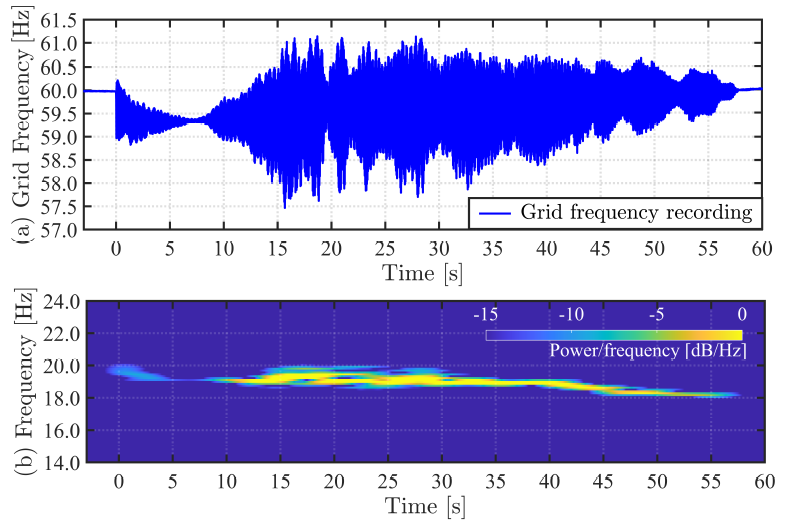 61.5
61.0
60.5
60.0
59.5
59.0
58.5
58.0
57.5
57.0
(a) Grid Frequency [Hz]
Grid frequency recording
0 5 10 15 20 25 30 35 40 45 50 55 60
Time [s]
24.0
22.0
20.0
18.0
16.0
14.0
(b) Frequency [Hz]
-15 -10 -5 0
Power/frequency [dB/Hz]
0 5 10 15 20 25 30 35 40 45 50 55 60
Time [s]